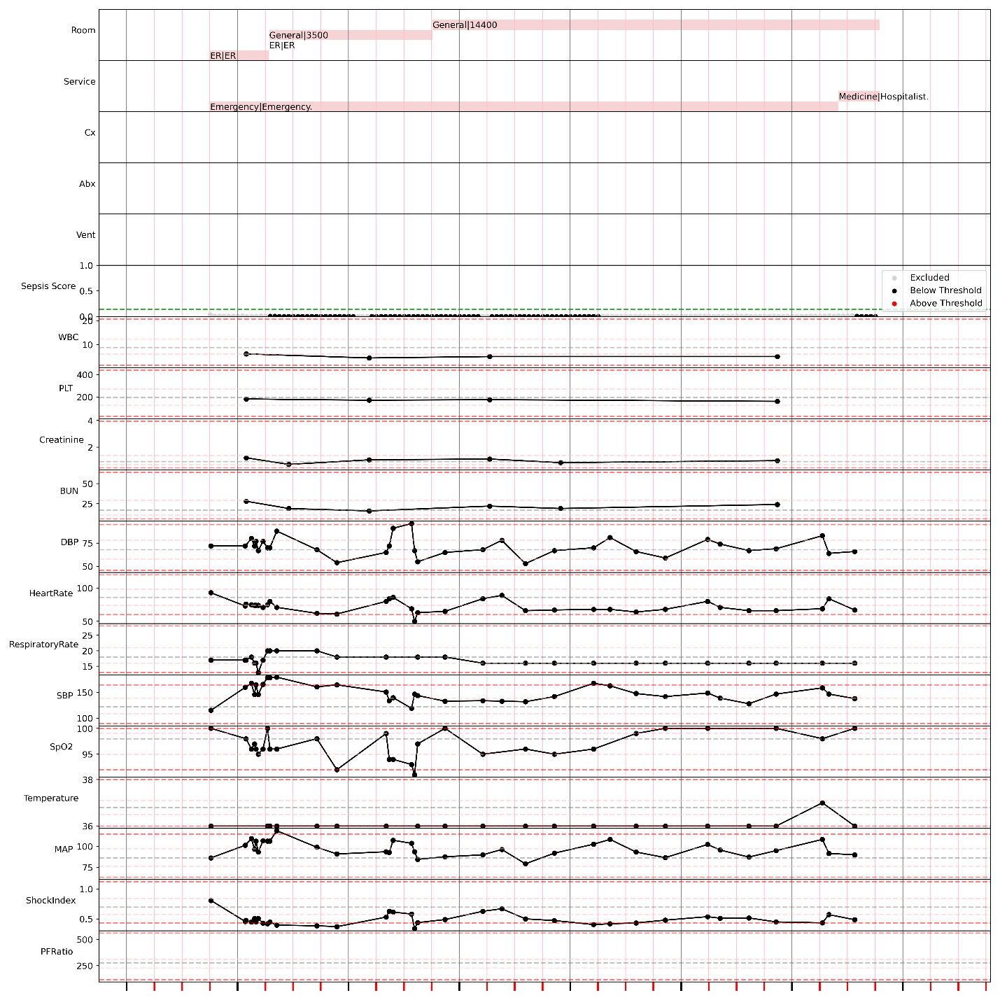 Room
General|14400
General|3500
ER|ER
ER|ER
Service
Medicine|Hospitalist.
Emergency|Emergency.
Cx
Abx
Vent
1.0
Sepsis Score
0.5
0.0
Excluded
Below Threshold
Above Threshold
20
WBC
10
400
PLT
200
4
Creatinine
2
50
BUN
25
DBP
75
50
100
HeartRate
50
25
RespiratoryRate
20
15
SBP
150
100
100
SpO2
95
38
Temperature
36
100
MAP
75
1.0
ShockIndex
0.5
500
PFRatio
250